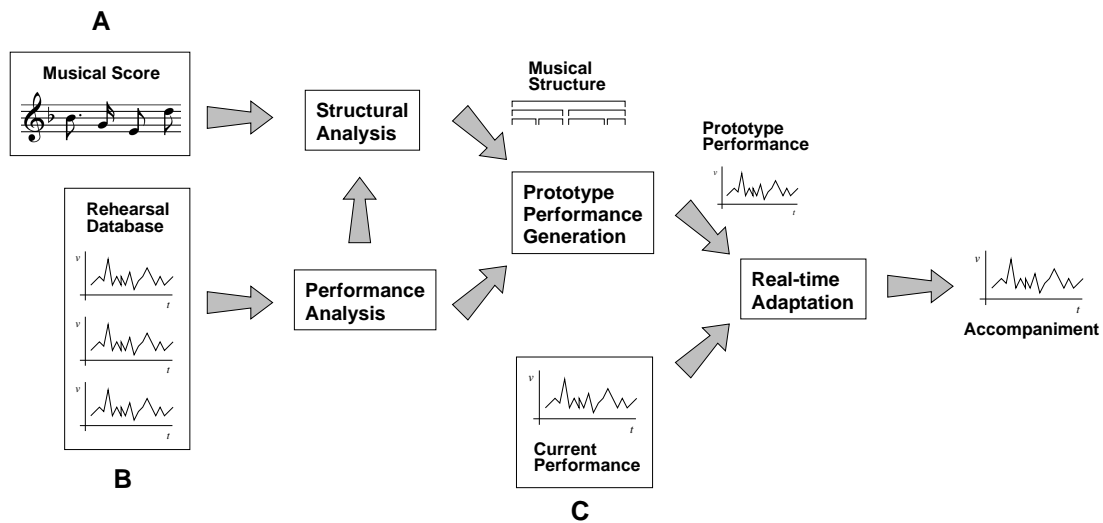 A
Musical Score
Structural
Analysis
Musical
Structure
Prototype
Performance
v
t
Rehearsal
Database
v
t
v
t
v
t
Performance
Analysis
Prototype
Performance
Generation
Real-time
Adaptation
v
t
Accompaniment
v
t
Current
Performance
B
C